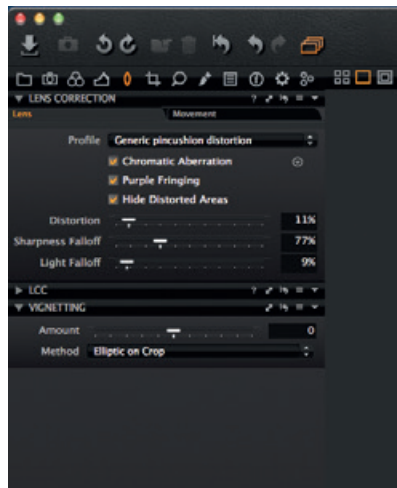 LENS CORRECTION ?
Lens Movement
Profile Generic pincushion distortion
Chromatic Aberration
Purple Fringing
Hide Distorted Areas
Distortion 11%
Sharpness Falloff 77%
Light Falloff 9%
LCC ?
VIGNETTING
Amount 0
Method Elliptic on Crop